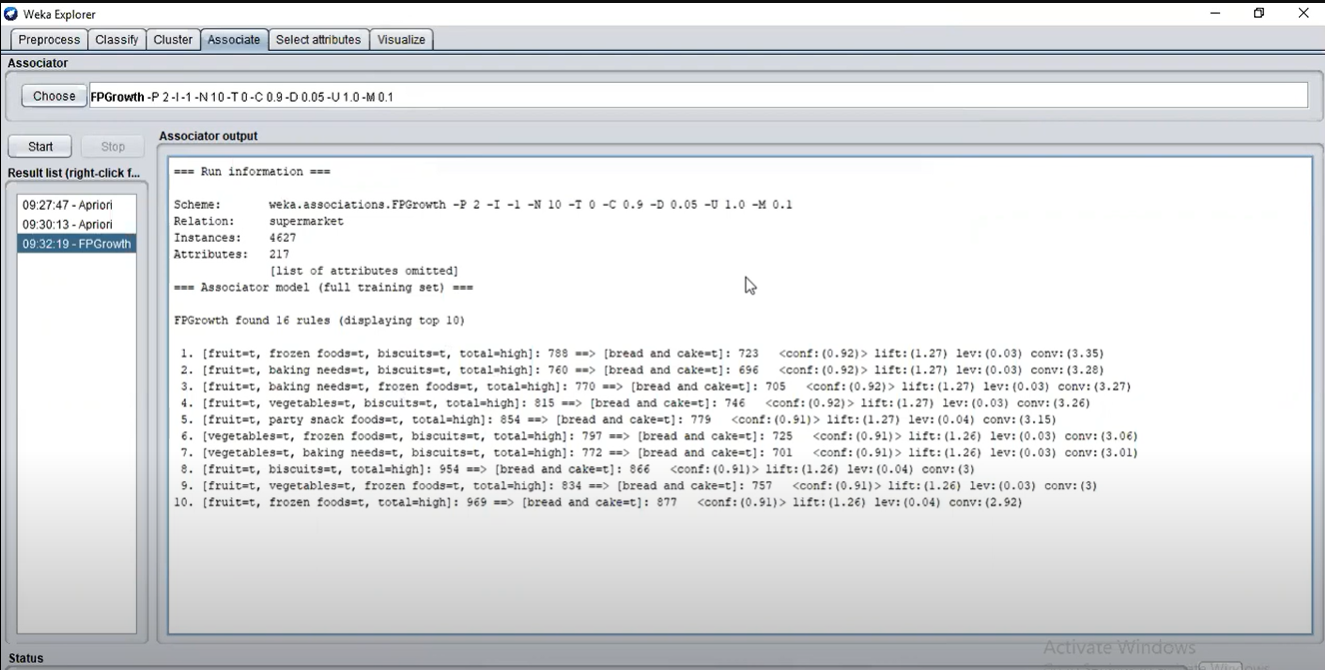 Weka Explorer
Preprocess Classify Cluster Associate Select attributes Visualize
Associator
Choose FPGrowth -P 2 -I -1 -N 10 -T 0 -C 0.9 -D 0.05 -U 1.0 -M 0.1
Start Stop
Result list (right-click f...
09:27:47 - Apriori
09:30:13 - Apriori
09:32:19 - FPGrowth
Associator output
=== Run information ===
Scheme: weka.associations.FPGrowth -P 2 -I -1 -N 10 -T 0 -C 0.9 -D 0.05 -U 1.0 -M 0.1
Relation: supermarket
Instances: 4627
Attributes: 217
[list of attributes omitted]
=== Associator model (full training set) ===
FPGrowth found 16 rules (displaying top 10)
1. [fruit=t, frozen foods=t, biscuits=t, total=high]: 788 ==> [bread and cake=t]: 723 <conf:(0.92)> lift:(1.27) lev:(0.03) conv:(3.35)
2. [fruit=t, baking needs=t, biscuits=t, total=high]: 760 ==> [bread and cake=t]: 696 <conf:(0.92)> lift:(1.27) lev:(0.03) conv:(3.28)
3. [fruit=t, baking needs=t, frozen foods=t, total=high]: 770 ==> [bread and cake=t]: 705 <conf:(0.92)> lift:(1.27) lev:(0.03) conv:(3.27)
4. [fruit=t, vegetables=t, biscuits=t, total=high]: 815 ==> [bread and cake=t]: 746 <conf:(0.92)> lift:(1.27) lev:(0.03) conv:(3.26)
5. [fruit=t, party snack foods=t, total=high]: 854 ==> [bread and cake=t]: 779 <conf:(0.91)> lift:(1.27) lev:(0.04) conv:(3.15)
6. [vegetables=t, frozen foods=t, biscuits=t, total=high]: 797 ==> [bread and cake=t]: 725 <conf:(0.91)> lift:(1.26) lev:(0.03) conv:(3.06)
7. [vegetables=t, baking needs=t, biscuits=t, total=high]: 772 ==> [bread and cake=t]: 701 <conf:(0.91)> lift:(1.26) lev:(0.03) conv:(3.01)
8. [fruit=t, biscuits=t, total=high]: 954 ==> [bread and cake=t]: 866 <conf:(0.91)> lift:(1.26) lev:(0.04) conv:(3)
9. [fruit=t, vegetables=t, frozen foods=t, total=high]: 834 ==> [bread and cake=t]: 757 <conf:(0.91)> lift:(1.26) lev:(0.03) conv:(3)
10. [fruit=t, frozen foods=t, total=high]: 969 ==> [bread and cake=t]: 877 <conf:(0.91)> lift:(1.26) lev:(0.04) conv:(2.92)
Activate Windows
Status